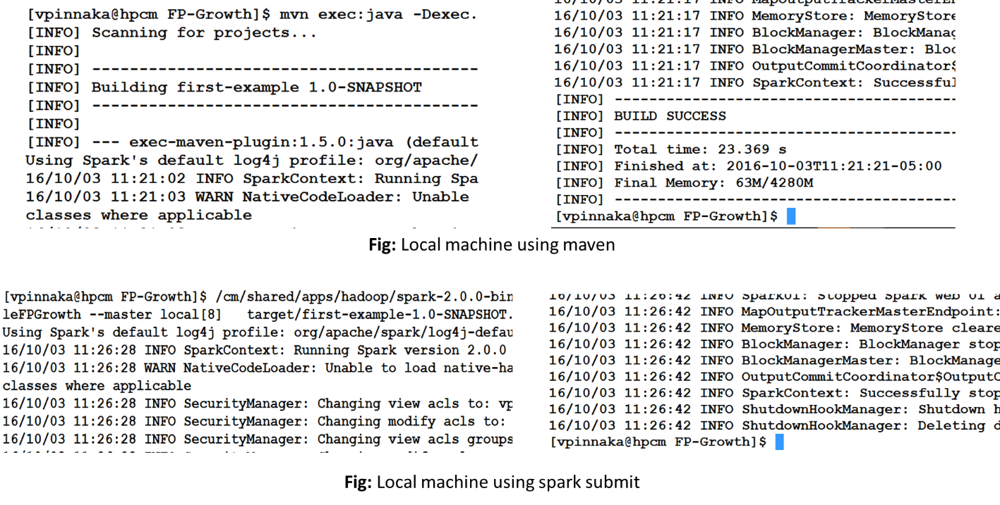 [vpinnaka@hpcm FP-Growth]$ mvn exec:java -Dexec.
[INFO] Scanning for projects...
[INFO]
[INFO] -----------------------------------------
[INFO] Building first-example 1.0-SNAPSHOT
[INFO] -----------------------------------------
[INFO]
[INFO] --- exec-maven-plugin:1.5.0:java (default
Using Spark's default log4j profile: org/apache/
16/10/03 11:21:02 INFO SparkContext: Running Spa
16/10/03 11:21:03 WARN NativeCodeLoader: Unable
classes where applicable
16/10/03 11:21:17 INFO MapOutputTrackerMasterEn
16/10/03 11:21:17 INFO MemoryStore: MemoryStore
16/10/03 11:21:17 INFO BlockManager: BlockManag
16/10/03 11:21:17 INFO BlockManagerMaster: Bloc
16/10/03 11:21:17 INFO OutputCommitCoordinator$
16/10/03 11:21:17 INFO SparkContext: Successful
[INFO] ---------------------------------------
[INFO] BUILD SUCCESS
[INFO] ---------------------------------------
[INFO] Total time: 23.369 s
[INFO] Finished at: 2016-10-03T11:21:21-05:00
[INFO] Final Memory: 63M/4280M
[INFO] ---------------------------------------
[vpinnaka@hpcm FP-Growth]$
Fig: Local machine using maven
[vpinnaka@hpcm FP-Growth]$ /cm/shared/apps/hadoop/spark-2.0.0-bin
leFPGrowth --master local[8] target/first-example-1.0-SNAPSHOT.
Using Spark's default log4j profile: org/apache/spark/log4j-defau
16/10/03 11:26:28 INFO SparkContext: Running Spark version 2.0.0
16/10/03 11:26:28 WARN NativeCodeLoader: Unable to load native-ha
classes where applicable
16/10/03 11:26:28 INFO SecurityManager: Changing view acls to: vp
16/10/03 11:26:28 INFO SecurityManager: Changing modify acls to:
16/10/03 11:26:28 INFO SecurityManager: Changing view acls groups
16/10/03 11:26:42 INFO SparkUI: Stopped Spark web UI a
16/10/03 11:26:42 INFO MapOutputTrackerMasterEndpoint:
16/10/03 11:26:42 INFO MemoryStore: MemoryStore cleare
16/10/03 11:26:42 INFO BlockManager: BlockManager stop
16/10/03 11:26:42 INFO BlockManagerMaster: BlockManage
16/10/03 11:26:42 INFO OutputCommitCoordinator$OutputC
16/10/03 11:26:42 INFO SparkContext: Successfully stop
16/10/03 11:26:42 INFO ShutdownHookManager: Shutdown h
16/10/03 11:26:42 INFO ShutdownHookManager: Deleting d
[vpinnaka@hpcm FP-Growth]$
Fig: Local machine using spark submit